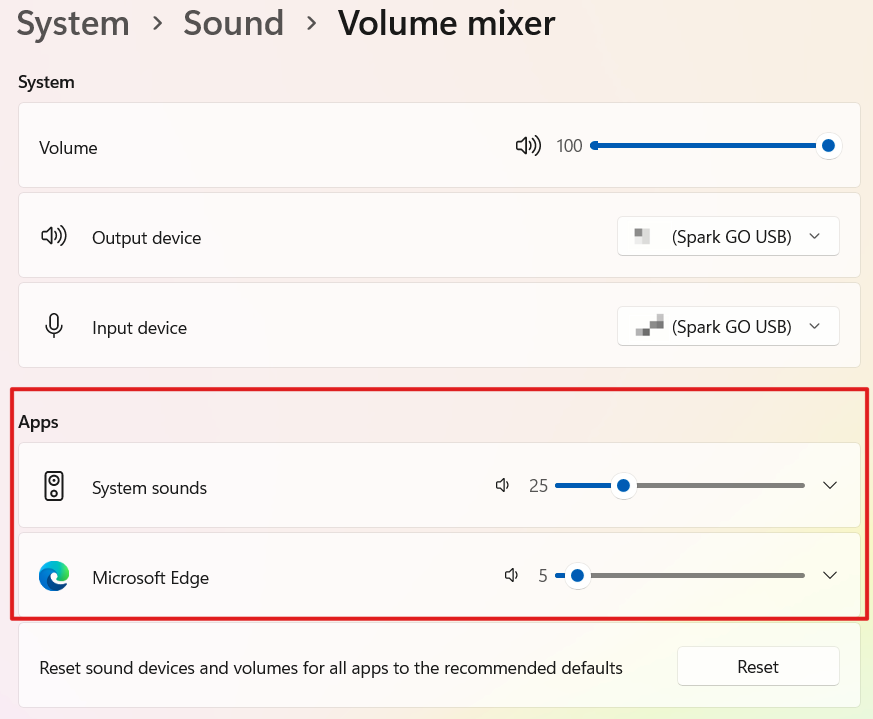 System > Sound > Volume mixer
System
Volume 100
Output device (Spark GO USB)
Input device (Spark GO USB)
Apps
System sounds 25
Microsoft Edge 5
Reset sound devices and volumes for all apps to the recommended defaults Reset